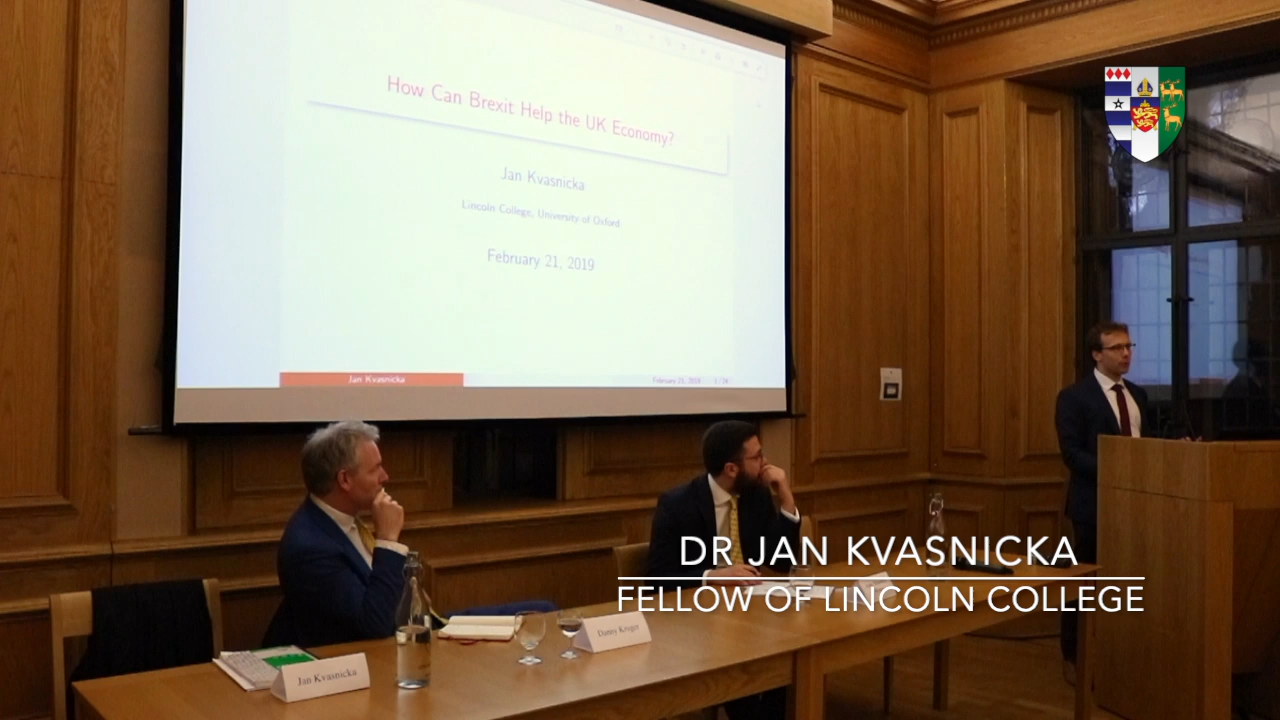 How Can Brexit Help the UK Economy?
Jan Kvasnicka
Lincoln College, University of Oxford
February 21, 2019
Jan Kvasnicka
February 21, 2019
DR JAN KVASNICKA
FELLOW OF LINCOLN COLLEGE
Danny Kruger
Jan Kvasnicka